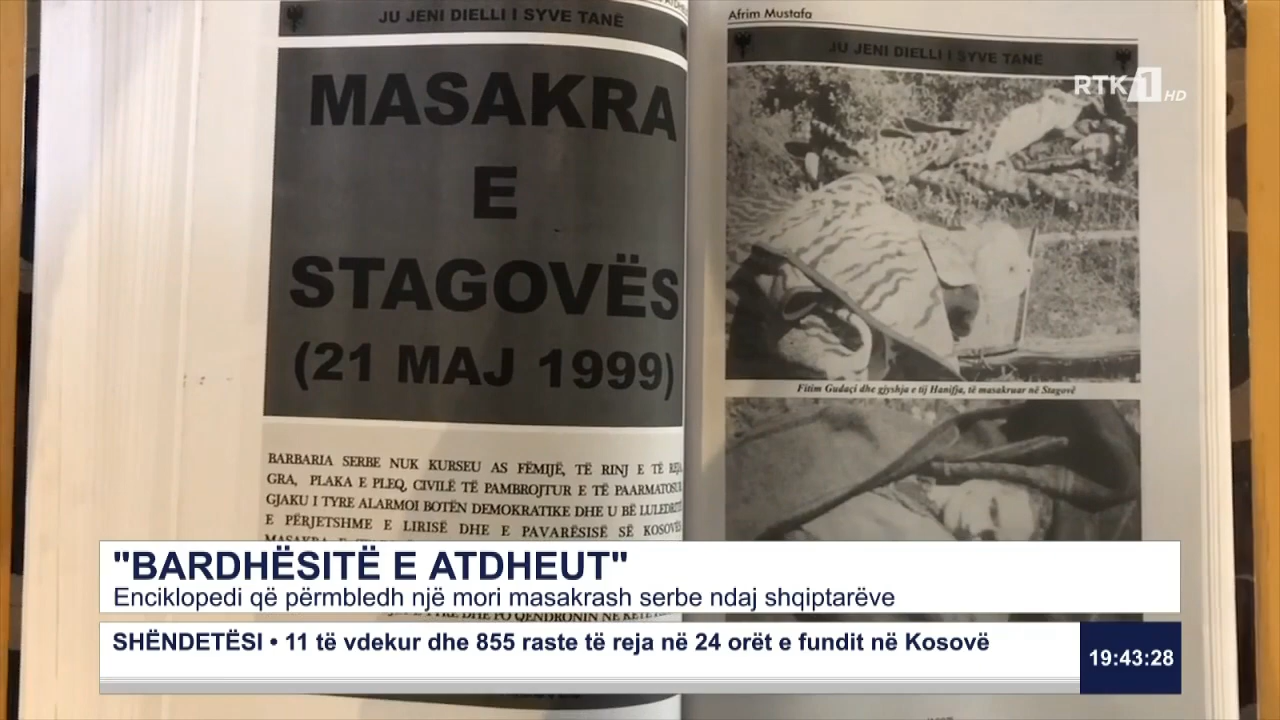 JU JENI DIELLI I SYVE TANË
MASAKRA
E
STAGOVËS
(21 MAJ 1999)
BARBARIA SERBE NUK KURSEU AS FËMIJË, TË RINJ E TË REJA,
GRA, PLAKA E PLEQ, CIVILË TË PAMBROJTUR E TË PAARMATOSUR.
GJAKU I TYRE ALARMOI BOTËN DEMOKRATIKE DHE U BË
E PËRJETSHME E LIRISË DHE E PAVARËSISË SË KOSOVËS.
Afrim Mustafa
JU JENI DIELLI I SYVE TANË
RTK 1 HD
Fitim Gudaçi dhe gjyshja e tij Hanifja, të masakruar në Stagovë
"BARDHËSITË E ATDHEUT"
Enciklopedi që përmbledh një mori masakrash serbe ndaj shqiptarëve
SHËNDETËSI • 11 të vdekur dhe 855 raste të reja në 24 orët e fundit në Kosovë
19:43:28